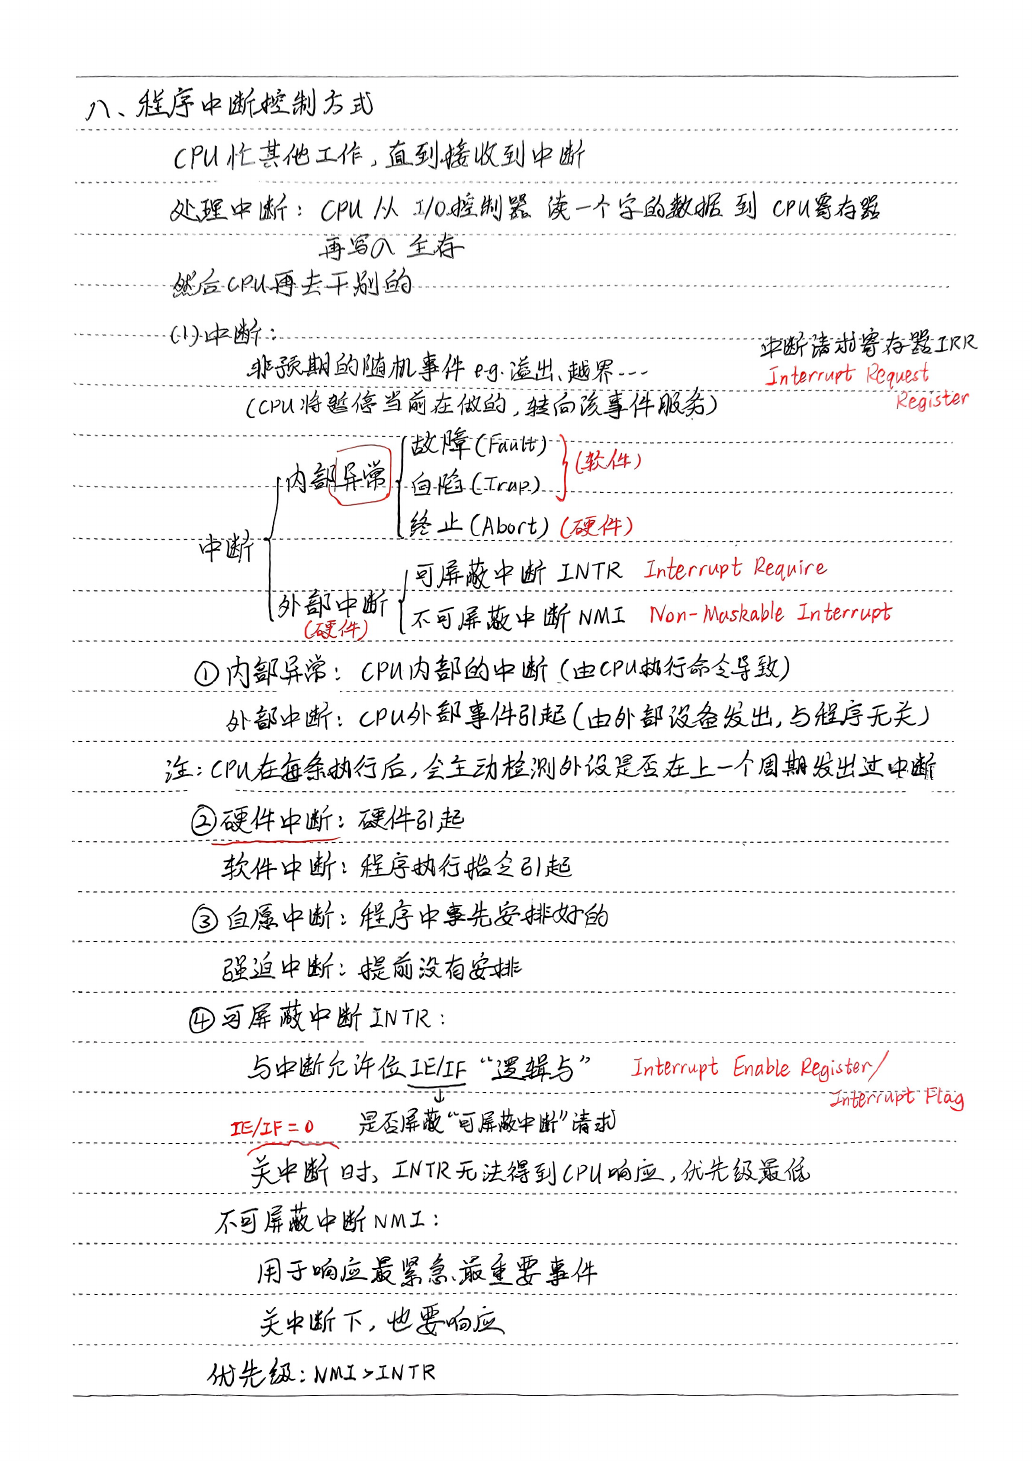 八、程序中断控制方式
CPU忙其他工作，直到接收到中断
处理中断：CPU从 I/O控制器 读一个字的数据 到 CPU寄存器
再写入 主存
然后CPU再去干别的
(1)中断：
中断请求寄存器IRR
非预期的随机事件 e.g. 溢出、越界...
Interrupt Request
Register
(CPU将暂停当前在做的，转向该事件服务)
故障(Fault)
(软件)
内部异常
自陷(Trap)
终止(Abort) (硬件)
中断
可屏蔽中断 INTR Interrupt Require
外部中断
(硬件)
不可屏蔽中断 NMI Non-Maskable Interrupt
①内部异常：CPU内部的中断(由CPU执行命令导致)
外部中断：CPU外部事件引起(由外部设备发出，与程序无关)
注：CPU在每条执行后，会主动检测外设是否在上一个周期发出过中断
②硬件中断：硬件引起
软件中断：程序执行指令引起
③自愿中断：程序中事先安排好的
强迫中断：提前没有安排
④可屏蔽中断INTR：
与中断允许位 IE/IF “逻辑与” Interrupt Enable Register/
Interrupt Flag
↓
IE/IF=0 是否屏蔽“可屏蔽中断”请求
关中断时、INTR无法得到CPU响应，优先级最低
不可屏蔽中断NMI：
用于响应最紧急、最重要事件
关中断下，也要响应
优先级：NMI>INTR